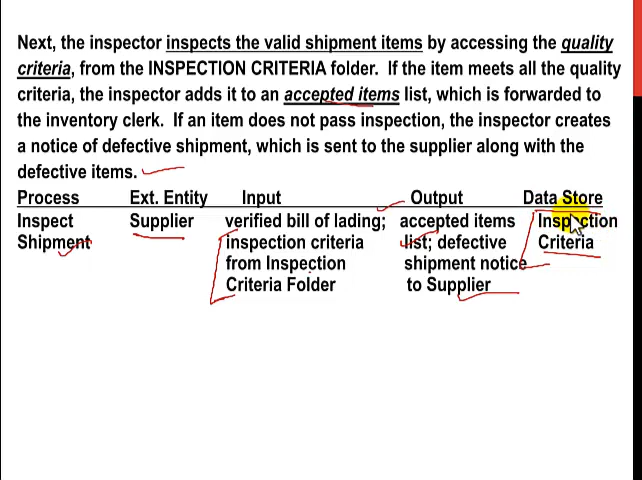 Next, the inspector inspects the valid shipment items by accessing the quality
criteria, from the INSPECTION CRITERIA folder. If the item meets all the quality
criteria, the inspector adds it to an accepted items list, which is forwarded to
the inventory clerk. If an item does not pass inspection, the inspector creates
a notice of defective shipment, which is sent to the supplier along with the
defective items.
Process Ext. Entity Input Output Data Store
Inspect Supplier verified bill of lading; accepted items Inspection
Shipment inspection criteria list; defective Criteria
from Inspection shipment notice
Criteria Folder to Supplier